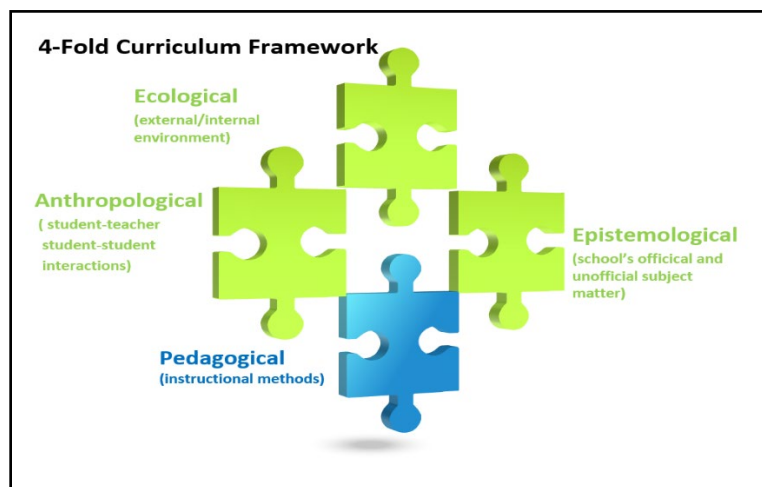 4-Fold Curriculum Framework
Ecological
(external/internal
environment)
Anthropological
( student-teacher
student-student
interactions)
Epistemological
(school's officical and
unofficial subject
matter)
Pedagogical
(instructional methods)